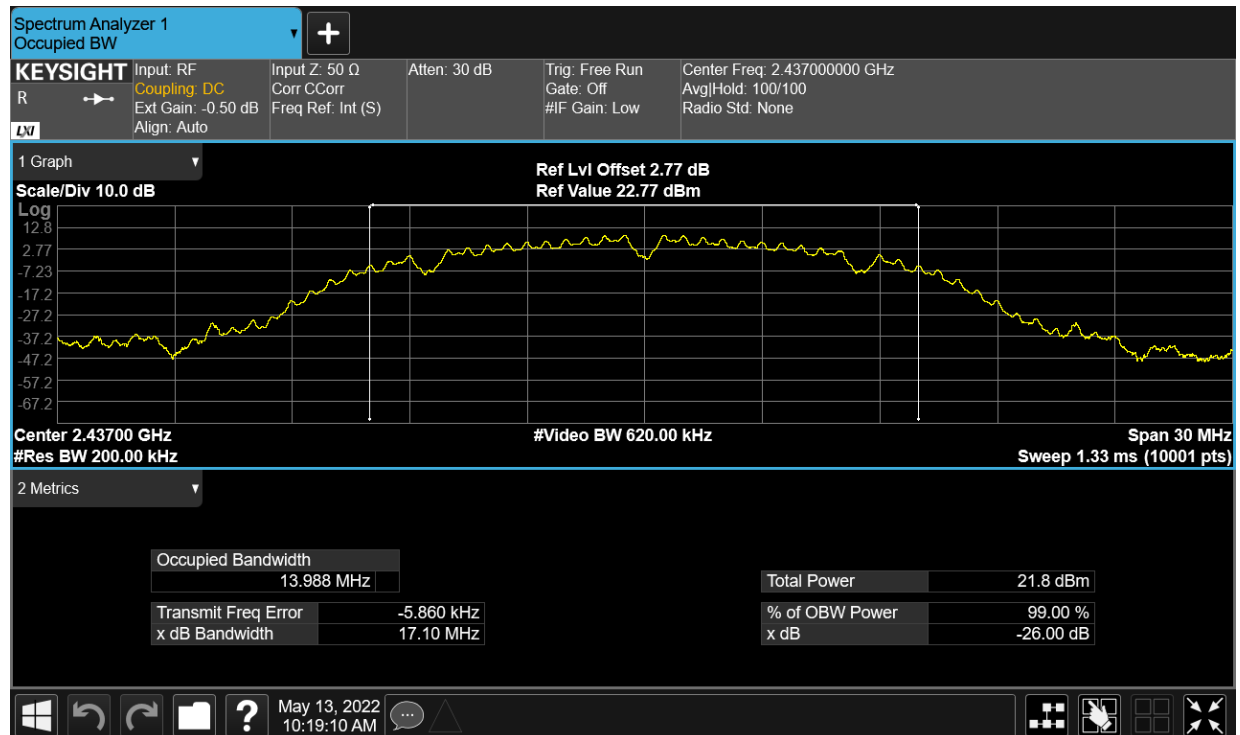 Spectrum Analyzer 1
Occupied BW
▼
+
KEYSIGHT Input: RF Input Z: 50 Ω Atten: 30 dB Trig: Free Run Center Freq: 2.437000000 GHz
R Coupling: DC Corr CCorr Gate: Off Avg|Hold: 100/100
Ext Gain: -0.50 dB Freq Ref: Int (S) #IF Gain: Low Radio Std: None
LXI Align: Auto
1 Graph ▼
Ref Lvl Offset 2.77 dB
Scale/Div 10.0 dB Ref Value 22.77 dBm
Log
12.8
2.77
-7.23
-17.2
-27.2
-37.2
-47.2
-57.2
-67.2
Center 2.43700 GHz #Video BW 620.00 kHz Span 30 MHz
#Res BW 200.00 kHz Sweep 1.33 ms (10001 pts)
2 Metrics ▼
Occupied Bandwidth
13.988 MHz Total Power 21.8 dBm
Transmit Freq Error -5.860 kHz % of OBW Power 99.00 %
x dB Bandwidth 17.10 MHz x dB -26.00 dB
? May 13, 2022
10:19:10 AM